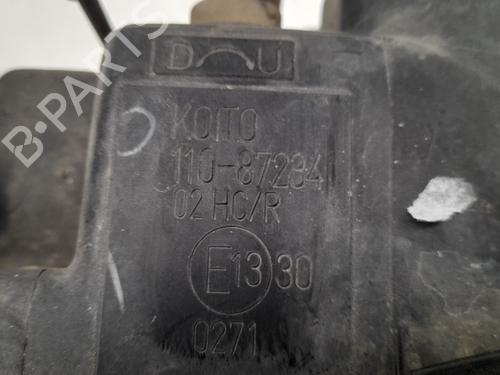 D U
KOITO
110-87234
02 HC/R
E13 30
0271
B-PARTS